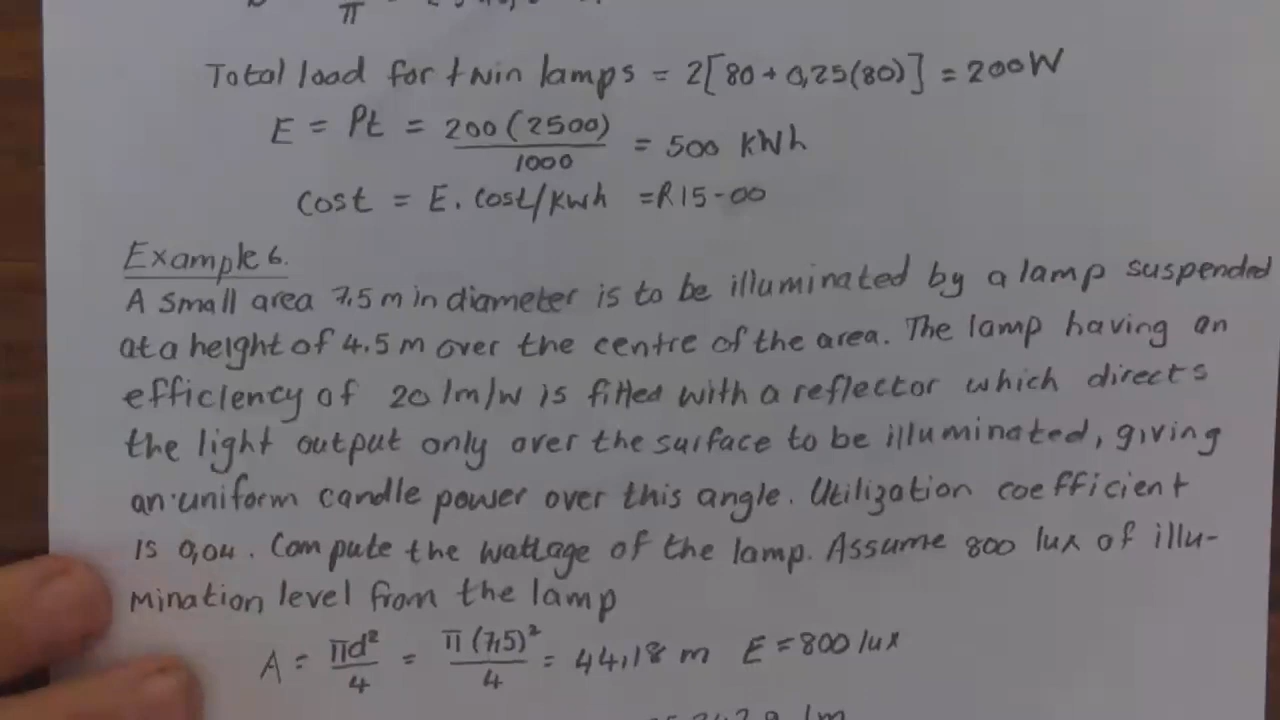 π
Total load for twin lamps = 2[80 + 0,25(80)] = 200W
E = Pt = 200(2500)/1000 = 500 KWh
Cost = E. Cost/Kwh = R15-00
Example 6.
A small area 7,5 m in diameter is to be illuminated by a lamp suspended
at a height of 4.5 m over the centre of the area. The lamp having an
efficiency of 20 lm/w is fitted with a reflector which directs
the light output only over the surface to be illuminated, giving
an uniform candle power over this angle. Utilization coefficient
is 0,04. Compute the wattage of the lamp. Assume 800 lux of illu-
mination level from the lamp
A = πd²/4 = π(7,5)²/4 = 44,18 m E = 800 lux
lm